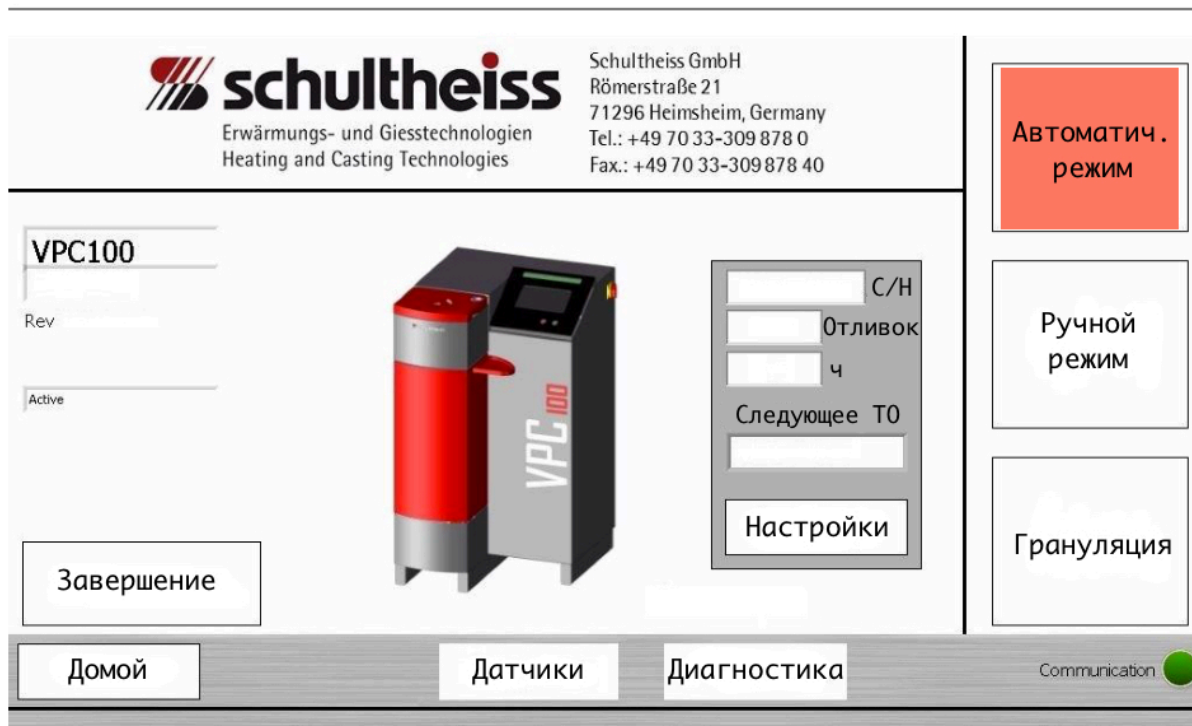 schultheiss
Erwärmungs- und Giesstechnologien
Heating and Casting Technologies
Schultheiss GmbH
Römerstraße 21
71296 Heimsheim, Germany
Tel.: +49 70 33-309 878 0
Fax.: +49 70 33-309 878 40
Автоматич.
режим
VPC100
Rev
Active
VPC 100
С/Н
Отливок
ч
Следующее ТО
Настройки
Ручной
режим
Грануляция
Завершение
Домой
Датчики
Диагностика
Communication